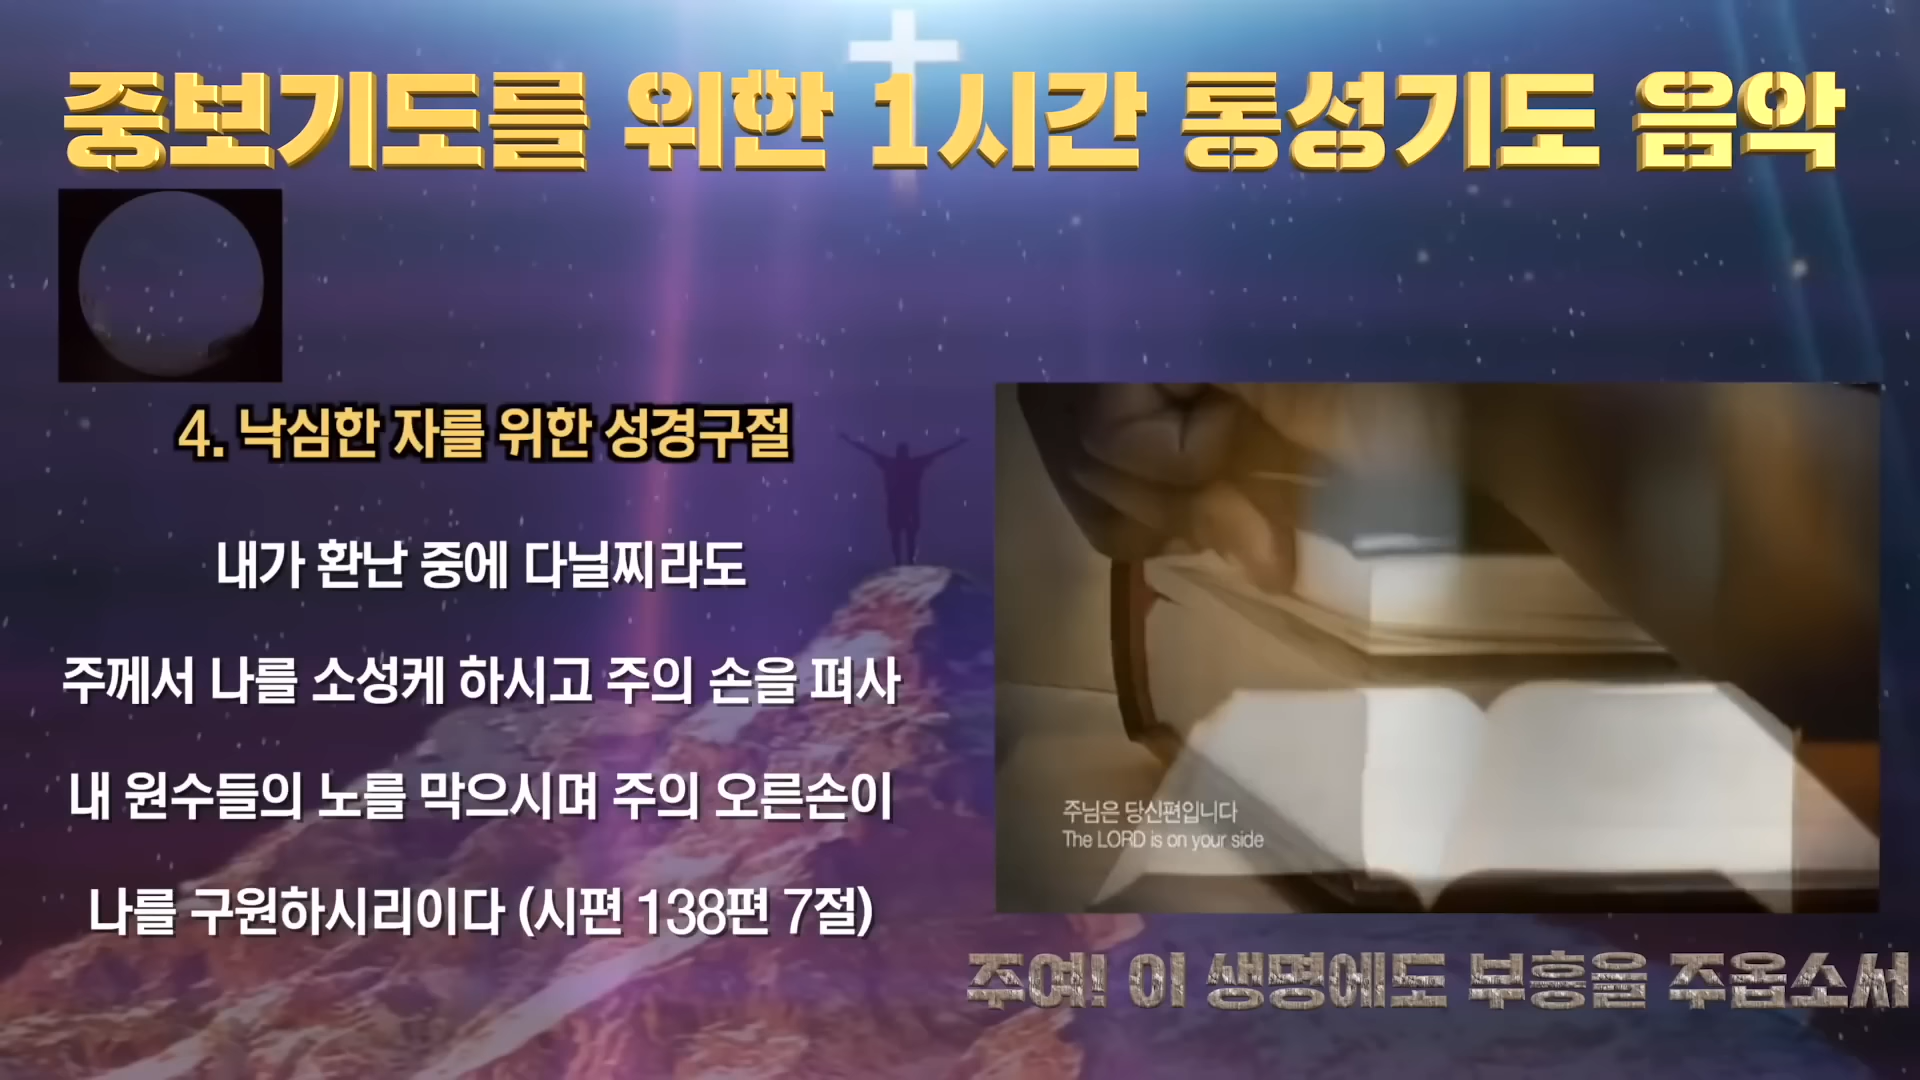 중보기도를 위한 1시간 통성기도 음악
4. 낙심한 자를 위한 성경구절
내가 환난 중에 다닐찌라도
주께서 나를 소성케 하시고 주의 손을 펴사
내 원수들의 노를 막으시며 주의 오른손이
나를 구원하시리이다 (시편 138편 7절)
주님은 당신편입니다
The LORD is on your side
주여! 이 생명에도 부흥을 주옵소서